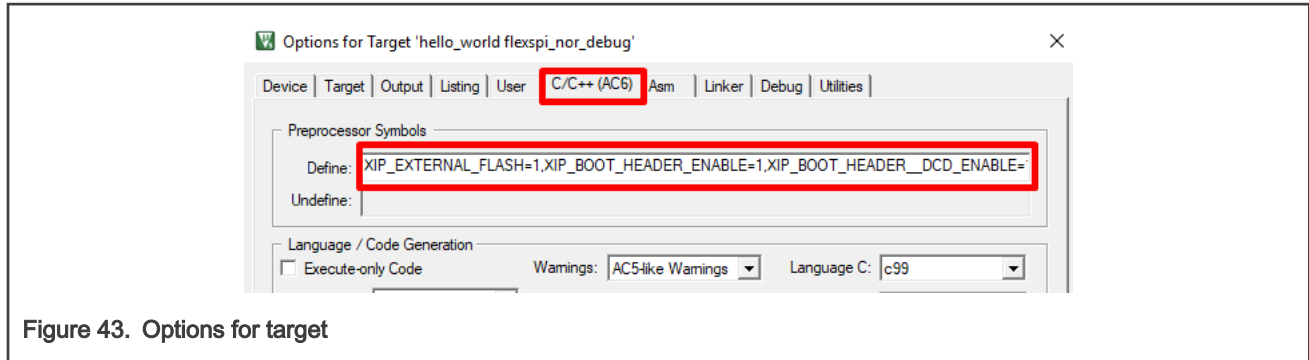 Options for Target 'hello_world flexspi_nor_debug'
Device Target Output Listing User C/C++ (AC6) Asm Linker Debug Utilities
Preprocessor Symbols
Define: XIP_EXTERNAL_FLASH=1,XIP_BOOT_HEADER_ENABLE=1,XIP_BOOT_HEADER__DCD_ENABLE=
Undefine:
Language / Code Generation
Execute-only Code Warnings: AC5-like Warnings Language C: c99
Figure 43. Options for target